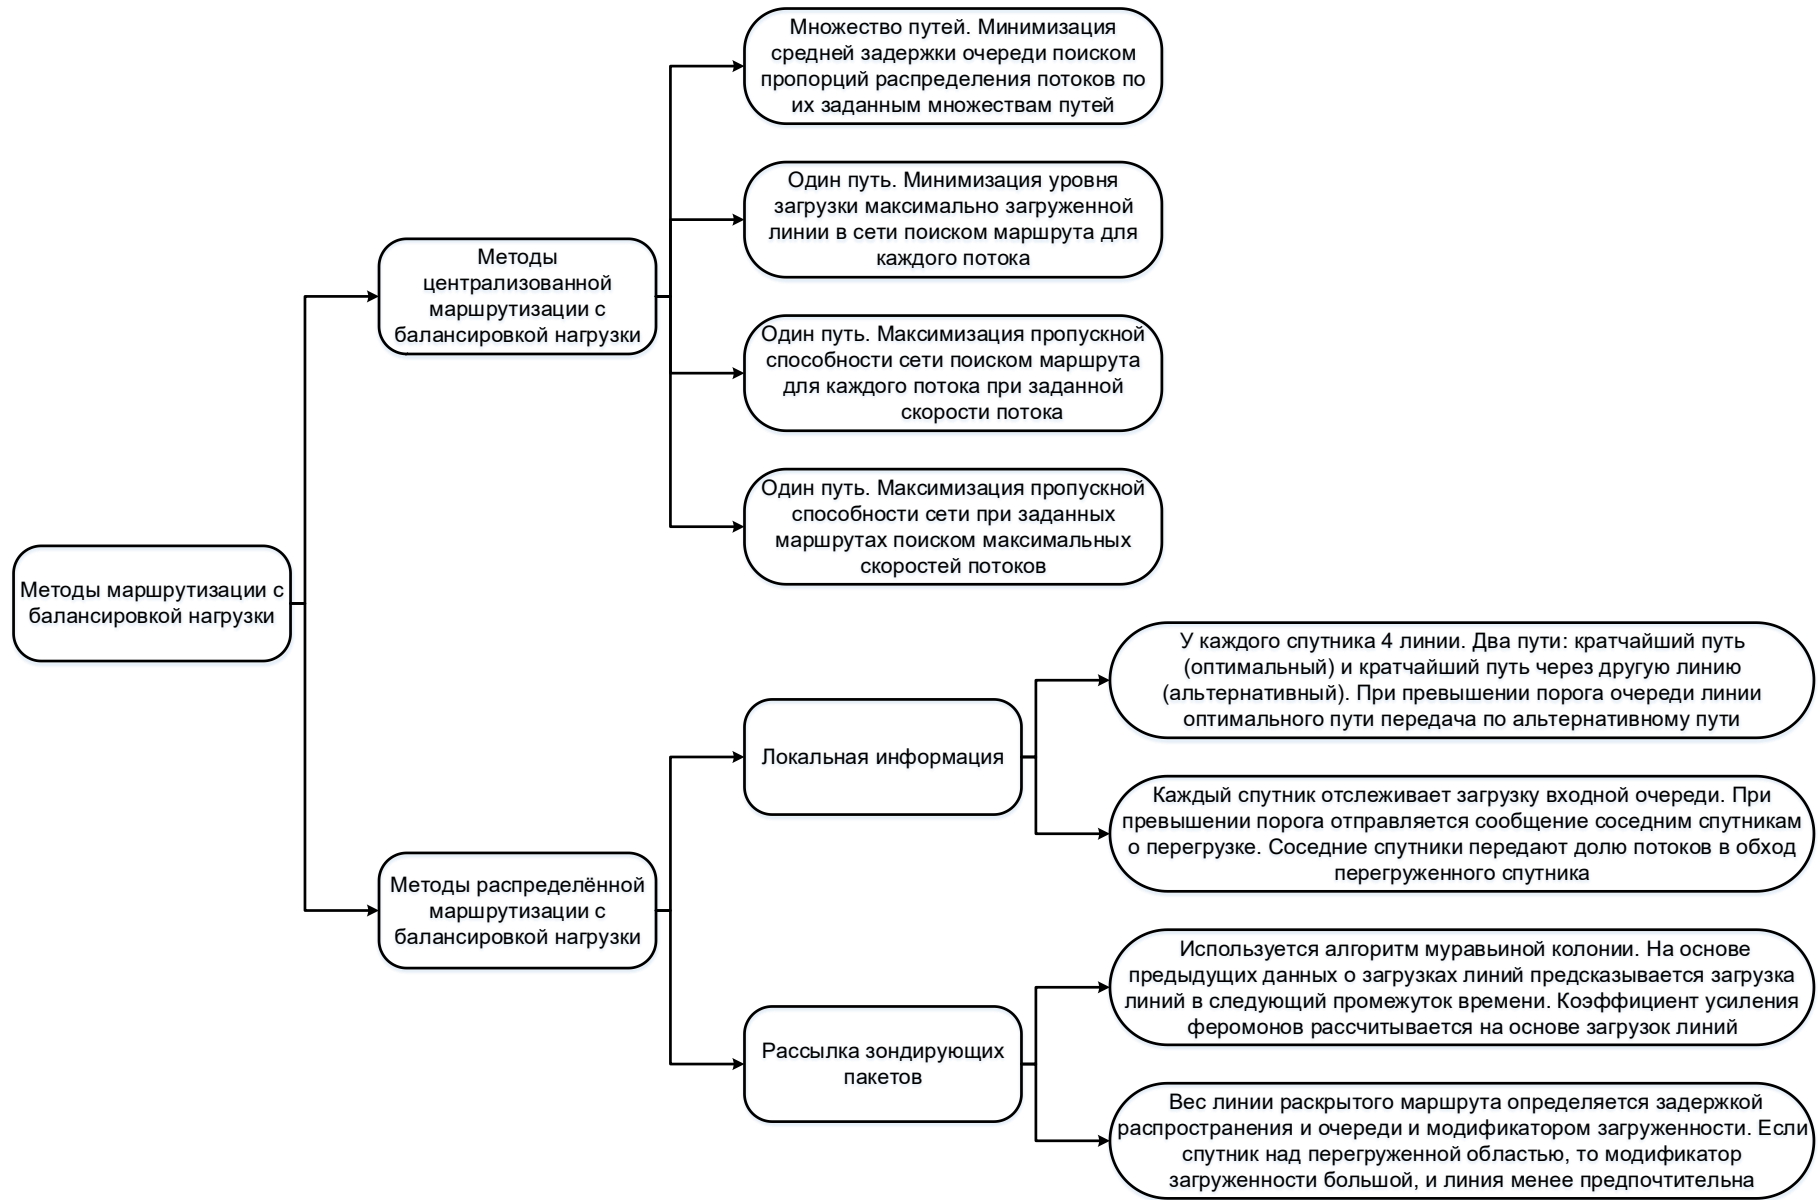 Множество путей. Минимизация
средней задержки очереди поиском
пропорций распределения потоков по
их заданным множествам путей
Один путь. Минимизация уровня
загрузки максимально загруженной
линии в сети поиском маршрута для
каждого потока
Методы
централизованной
маршрутизации с
балансировкой нагрузки
Один путь. Максимизация пропускной
способности сети поиском маршрута
для каждого потока при заданной
скорости потока
Один путь. Максимизация пропускной
способности сети при заданных
маршрутах поиском максимальных
скоростей потоков
Методы маршрутизации с
балансировкой нагрузки
У каждого спутника 4 линии. Два пути: кратчайший путь
(оптимальный) и кратчайший путь через другую линию
(альтернативный). При превышении порога очереди линии
оптимального пути передача по альтернативному пути
Локальная информация
Каждый спутник отслеживает загрузку входной очереди. При
превышении порога отправляется сообщение соседним спутникам
о перегрузке. Соседние спутники передают долю потоков в обход
перегруженного спутника
Методы распределённой
маршрутизации с
балансировкой нагрузки
Используется алгоритм муравьиной колонии. На основе
предыдущих данных о загрузках линий предсказывается загрузка
линий в следующий промежуток времени. Коэффициент усиления
феромонов рассчитывается на основе загрузок линий
Рассылка зондирующих
пакетов
Вес линии раскрытого маршрута определяется задержкой
распространения и очереди и модификатором загруженности. Если
спутник над перегруженной областью, то модификатор
загруженности большой, и линия менее предпочтительна